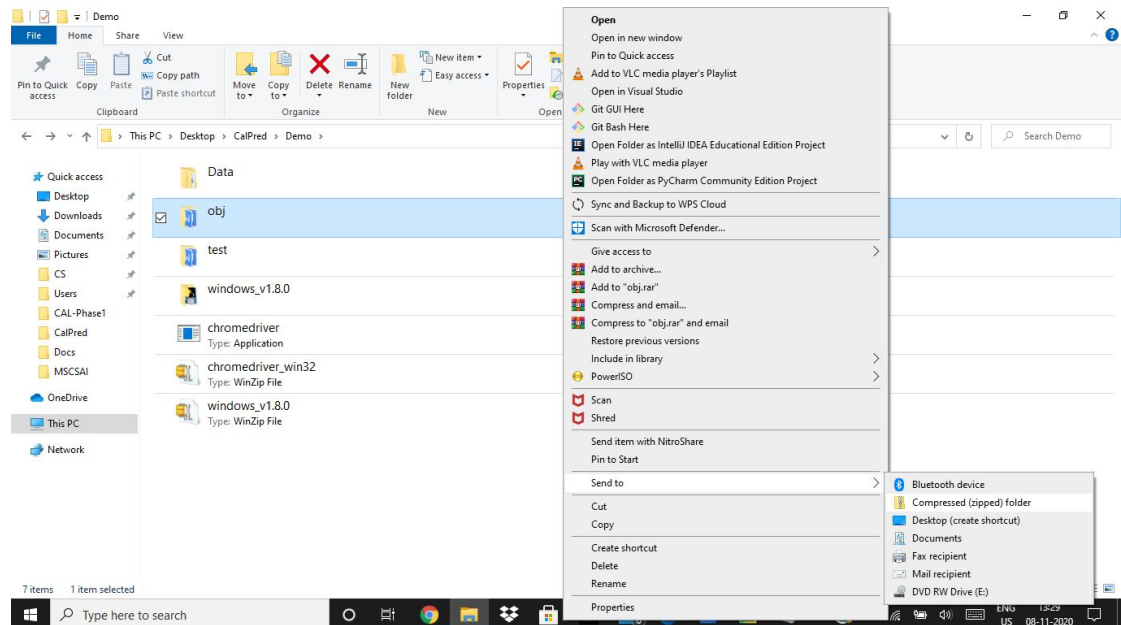 Demo
File Home Share View
Pin to Quick access
Copy
Paste
Cut
Copy path
Paste shortcut
Clipboard
Move to
Copy to
Delete
Rename
Organize
New folder
New item
Easy access
New
Properties
Open
This PC > Desktop > CalPred > Demo >
Search Demo
Quick access
Desktop
Downloads
Documents
Pictures
CS
Users
CAL-Phase1
CalPred
Docs
MSCSAI
OneDrive
This PC
Network
Data
obj
test
windows_v1.8.0
chromedriver
Type: Application
chromedriver_win32
Type: WinZip File
windows_v1.8.0
Type: WinZip File
Open
Open in new window
Pin to Quick access
Add to VLC media player's Playlist
Open in Visual Studio
Git GUI Here
Git Bash Here
Open Folder as IntelliJ IDEA Educational Edition Project
Play with VLC media player
Open Folder as PyCharm Community Edition Project
Sync and Backup to WPS Cloud
Scan with Microsoft Defender...
Give access to
Add to archive...
Add to "obj.rar"
Compress and email...
Compress to "obj.rar" and email
Restore previous versions
Include in library
PowerISO
Scan
Shred
Send item with NitroShare
Pin to Start
Send to
Cut
Copy
Create shortcut
Delete
Rename
Properties
Bluetooth device
Compressed (zipped) folder
Desktop (create shortcut)
Documents
Fax recipient
Mail recipient
DVD RW Drive (E:)
7 items 1 item selected
Type here to search
ENG
US
13:29
08-11-2020